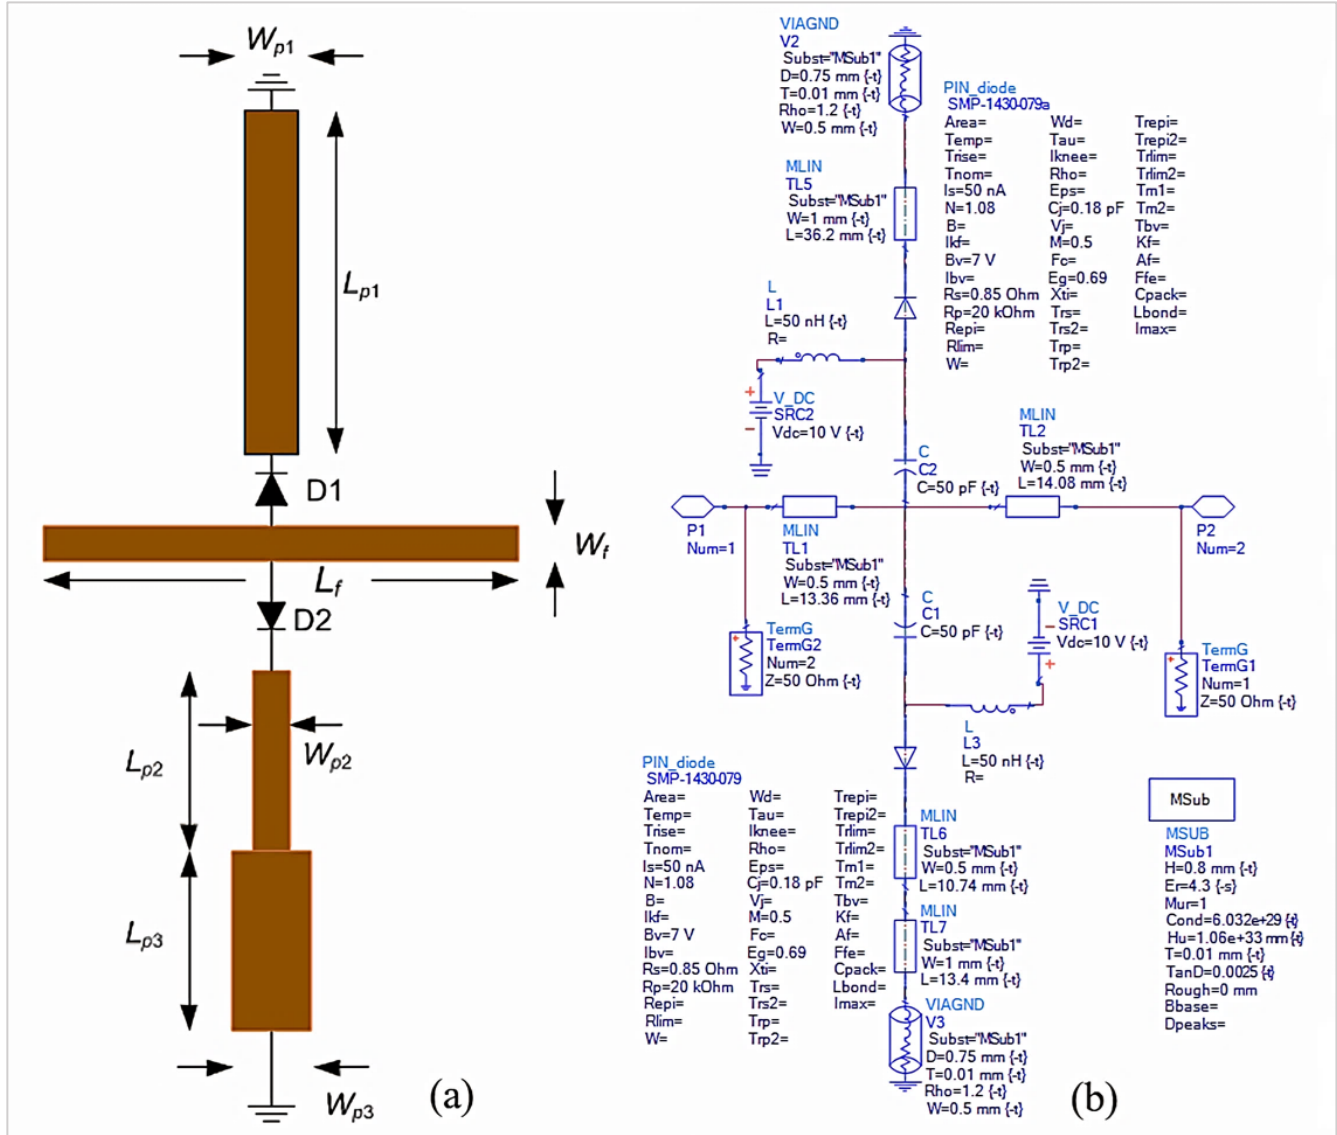 Wp1
Lp1
D1
Wf
Lf
D2
Lp2
Wp2
Lp3
Wp3
(a)
VIAGND
V2
Subst="MSub1"
D=0.75 mm {-t}
T=0.01 mm {-t}
Rho=1.2 {-t}
W=0.5 mm {-t}
PIN_diode
SMP-1430-079a
Area= Wd= Trepi=
Temp= Tau= Trepi2=
Trise= Iknee= Trlim=
Tnom= Rho= Trlim2=
Is=50 nA Eps= Tm1=
N=1.08 Cj=0.18 pF Tm2=
B= Vj= Tbv=
Ikf= M=0.5 Kf=
Bv=7 V Fc= Af=
Ibv= Eg=0.69 Ffe=
Rs=0.85 Ohm Xti= Cpack=
Rp=20 kOhm Trs= Lbond=
Repi= Trs2= Imax=
Rlim= Trp=
W= Trp2=
MLIN
TL5
Subst="MSub1"
W=1 mm {-t}
L=36.2 mm {-t}
L
L1
L=50 nH {-t}
R=
+
V_DC
SRC2
Vdc=10 V {-t}
-
C
C2
C=50 pF {-t}
MLIN
TL2
Subst="MSub1"
W=0.5 mm {-t}
L=14.08 mm {-t}
P1
Num=1
MLIN
TL1
Subst="MSub1"
W=0.5 mm {-t}
L=13.36 mm {-t}
P2
Num=2
C
C1
C=50 pF {-t}
V_DC
SRC1
Vdc=10 V {-t}
-
+
TermG
TermG2
Num=2
Z=50 Ohm {-t}
+
TermG
TermG1
Num=1
Z=50 Ohm {-t}
+
L
L3
L=50 nH {-t}
R=
PIN_diode
SMP-1430-079
Area= Wd= Trepi=
Temp= Tau= Trepi2=
Trise= Iknee= Trlim=
Tnom= Rho= Trlim2=
Is=50 nA Eps= Tm1=
N=1.08 Cj=0.18 pF Tm2=
B= Vj= Tbv=
Ikf= M=0.5 Kf=
Bv=7 V Fc= Af=
Ibv= Eg=0.69 Ffe=
Rs=0.85 Ohm Xti= Cpack=
Rp=20 kOhm Trs= Lbond=
Repi= Trs2= Imax=
Rlim= Trp=
W= Trp2=
MLIN
TL6
Subst="MSub1"
W=0.5 mm {-t}
L=10.74 mm {-t}
MLIN
TL7
Subst="MSub1"
W=1 mm {-t}
L=13.4 mm {-t}
VIAGND
V3
Subst="MSub1"
D=0.75 mm {-t}
T=0.01 mm {-t}
Rho=1.2 {-t}
W=0.5 mm {-t}
MSub
MSUB
MSub1
H=0.8 mm {-t}
Er=4.3 {-s}
Mur=1
Cond=6.032e+29 {t}
Hu=1.06e+33 mm {t}
T=0.01 mm {-t}
TanD=0.0025 {t}
Rough=0 mm
Bbase=
Dpeaks=
(b)